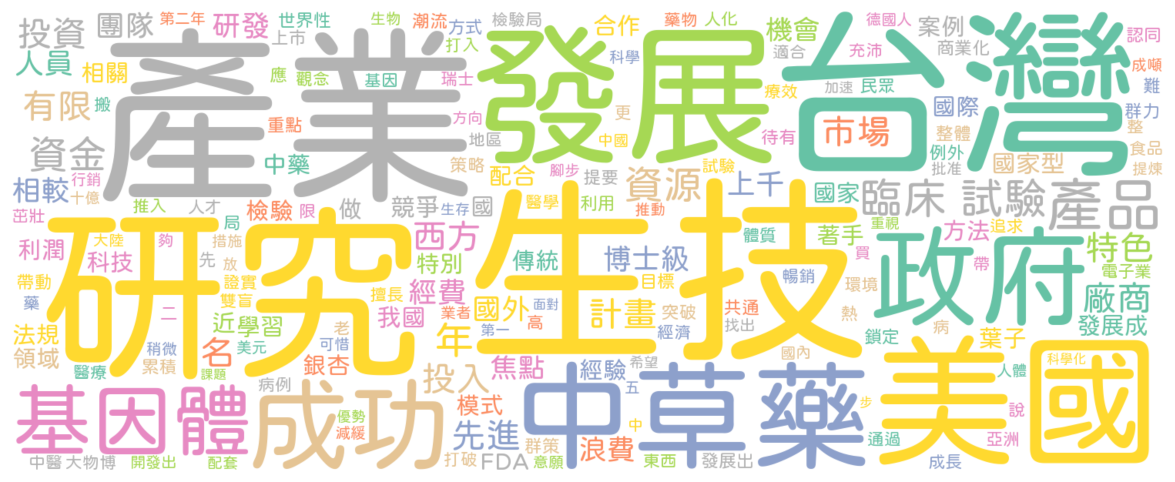 投資
團隊
第二年
研發
世界性
上市
生物
潮流
打入
方式
檢驗局
合作
科學
藥物
人化
機會
適合
德國人
充沛
案例
商業化
認同
成噸
人員
相關
應
觀念
基因
瑞士
產業
發展
台灣
療效
加速
民眾
國際
群力
難
有限
搬
重點
方向
更
中國
待有
市場
整體
整
例外
批准
食品
提煉
資金
中藥
地區
策略
配合
腳步
試驗
國家型
相較
行銷
十億
茁壯
推入
人才
檢驗
限
做
競爭
生存
國
提要
醫學
利用
資源
推動
上千
國家
臨床
試驗
產品
重視
利潤
大陸
科技
夠
局
措施
先
放
西方
特別
傳統
博士級
體質
買
著手
方法
追求
帶
特色
電子業
研究
生技
政府
帶動
藥
證實
雙盲
二
擅長
經費
國外
面對
目標
計畫
暢銷
突破
共通
環境
熱
廠商
發展成
法規
領域
稍微
累積
醫療
近
學習
美元
課題
名
老
可惜
我國
業者
年
高
第一
經濟
找出
國內
鎖定
病
葉子
銀杏
病例
投入
焦點
經驗
希望
五
人體
科學化
基因體
成功
中草藥
美國
優勢
減緩
模式
先進
群策
浪費
中
步
說
通過
亞洲
中醫
大物博
開發出
配套
打破
FDA
意願
東西
發展出
成長